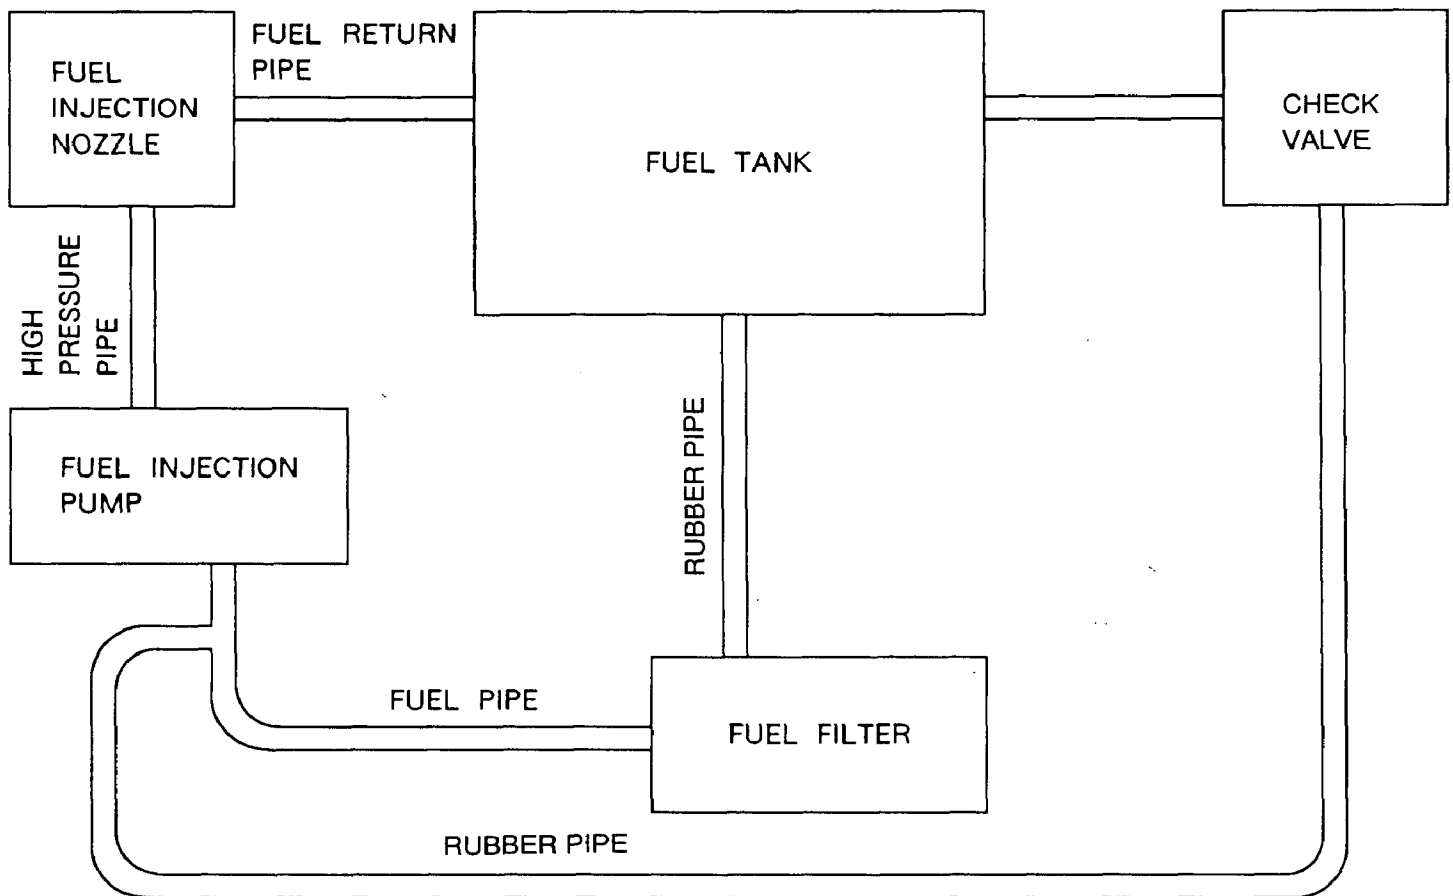 FUEL
INJECTION
NOZZLE
FUEL RETURN
PIPE
FUEL TANK
CHECK
VALVE
HIGH
PRESSURE
PIPE
FUEL INJECTION
PUMP
RUBBER PIPE
FUEL PIPE
FUEL FILTER
RUBBER PIPE